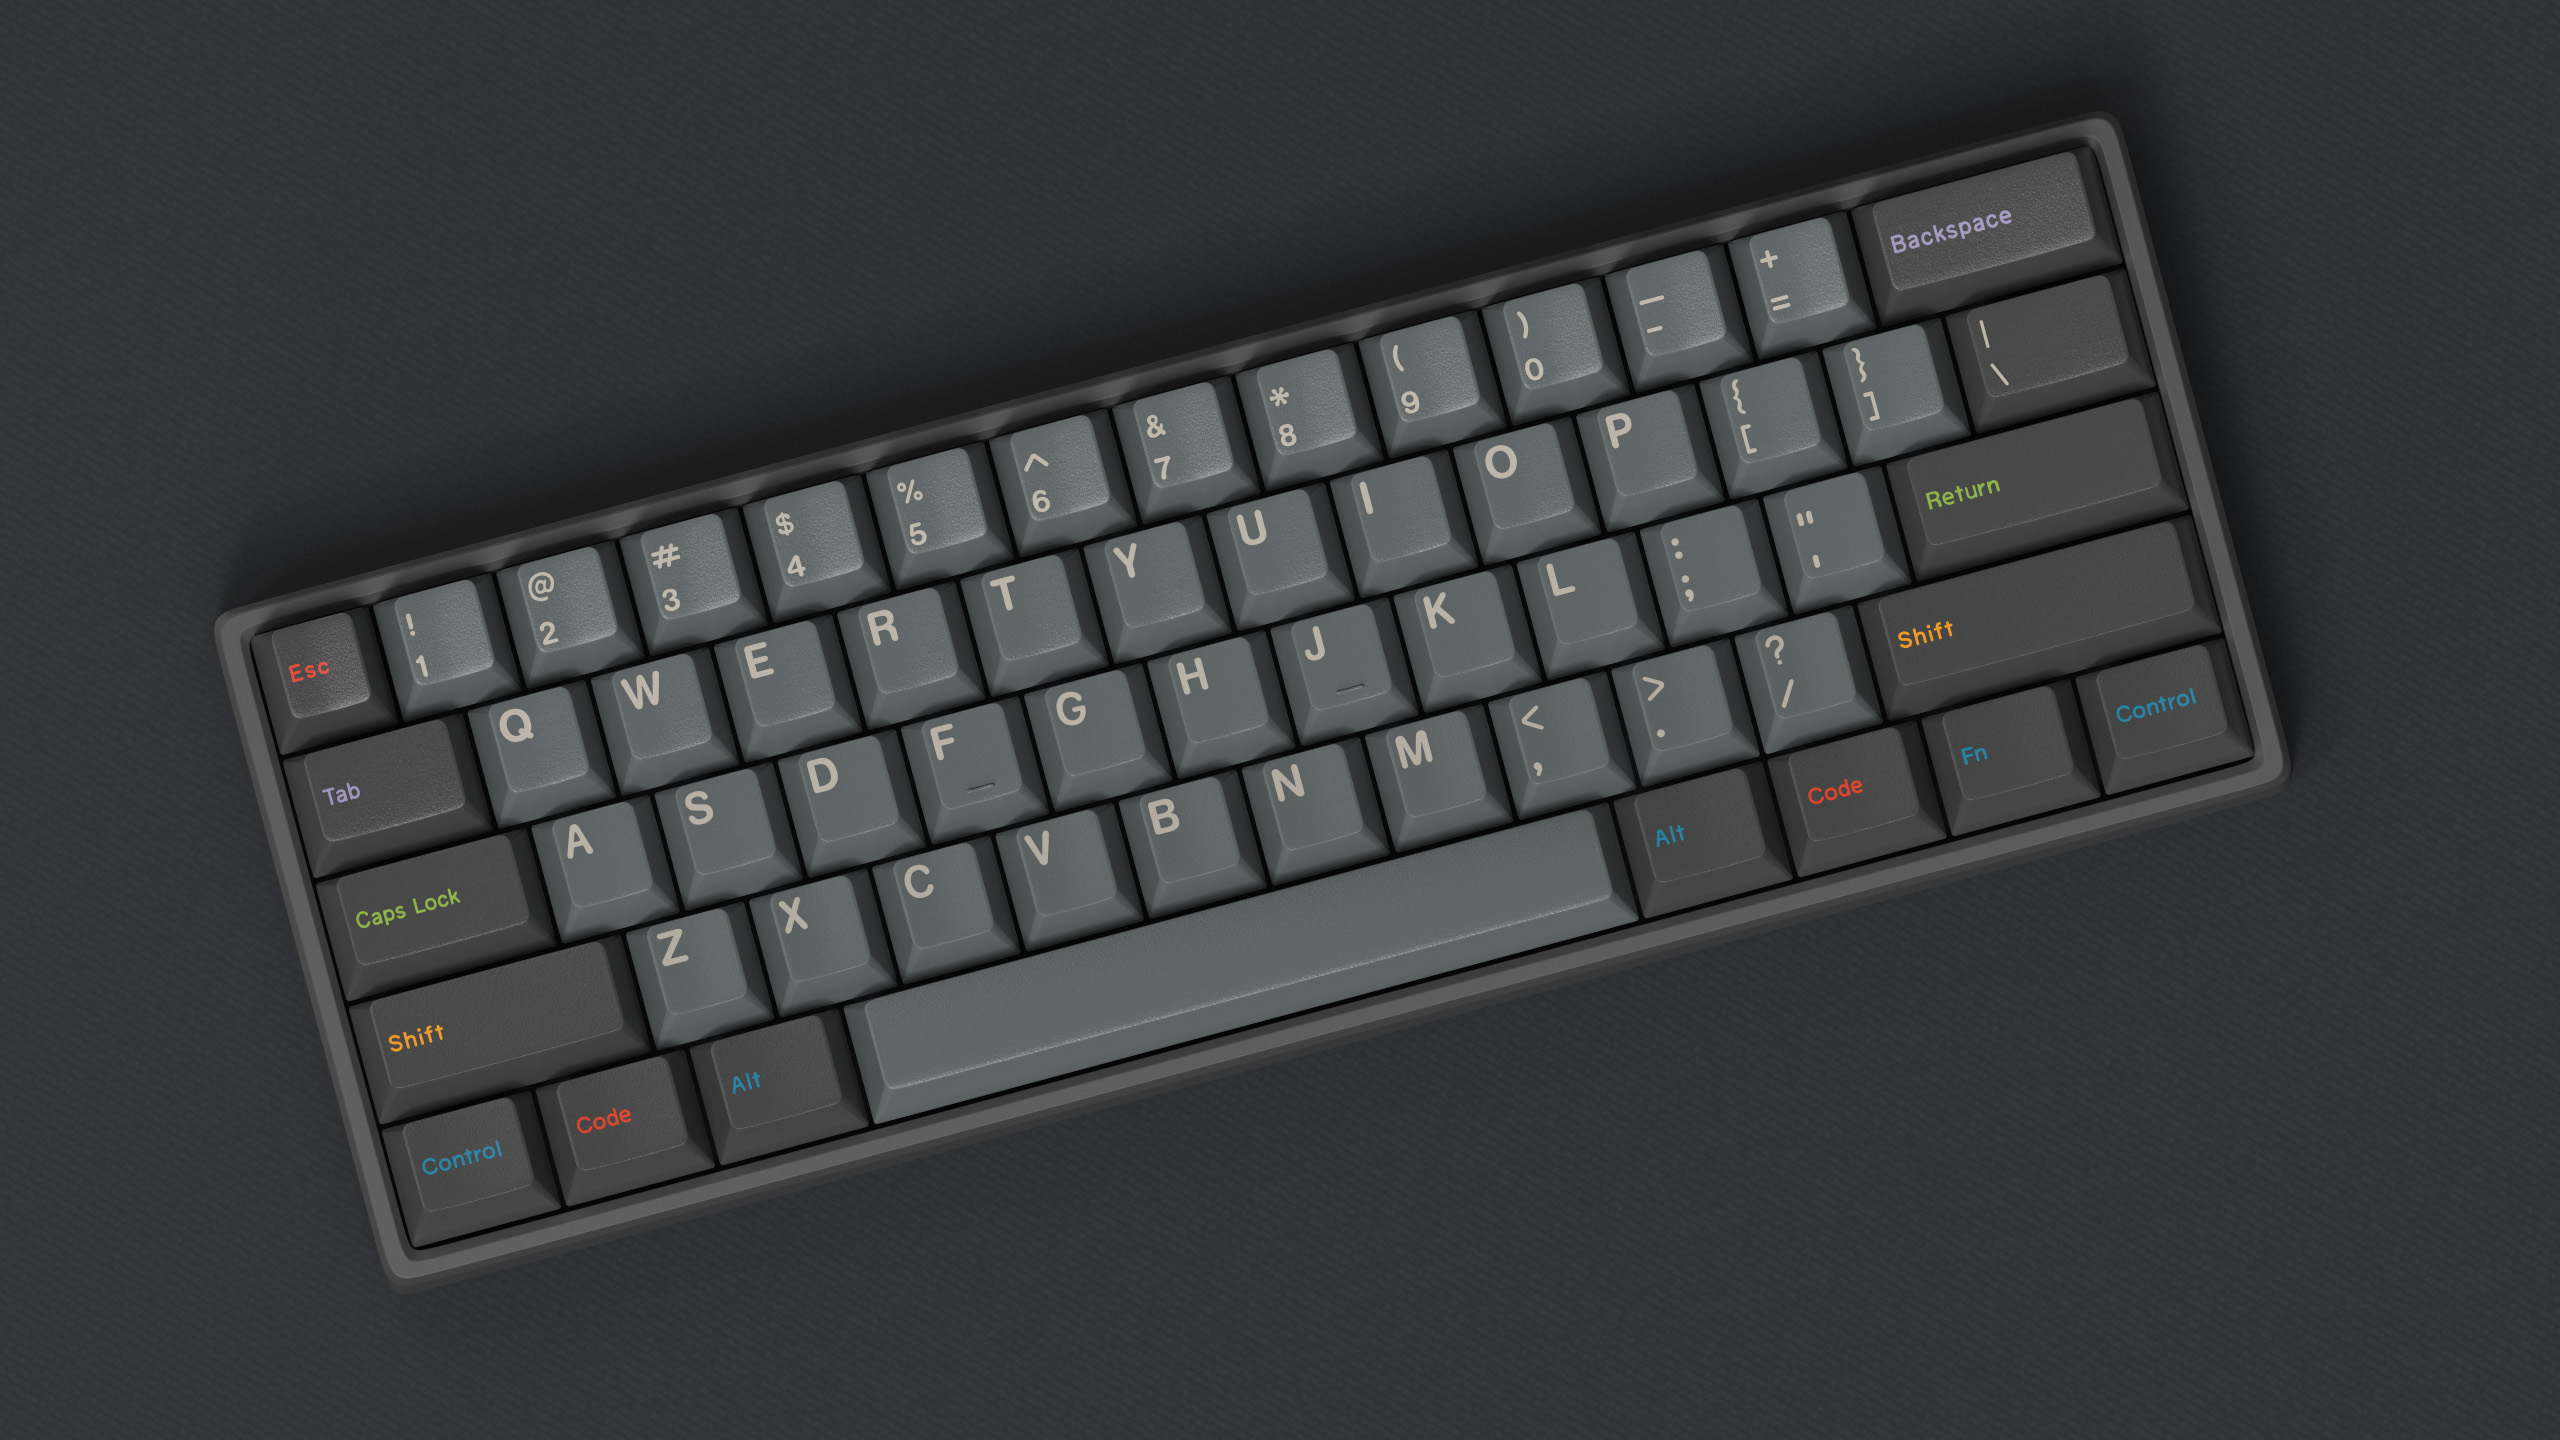 Esc ! 1 @ 2 # 3 $ 4 % 5 ^ 6 & 7 * 8 ( 9 ) 0 — - + = Backspace
Tab Q W E R T Y U I O P { [ } ] | \
Caps Lock A S D F G H J K L : ; " ' Return
Shift Z X C V B N M < , > . ? / Shift
Control Code Alt Alt Code Fn Control